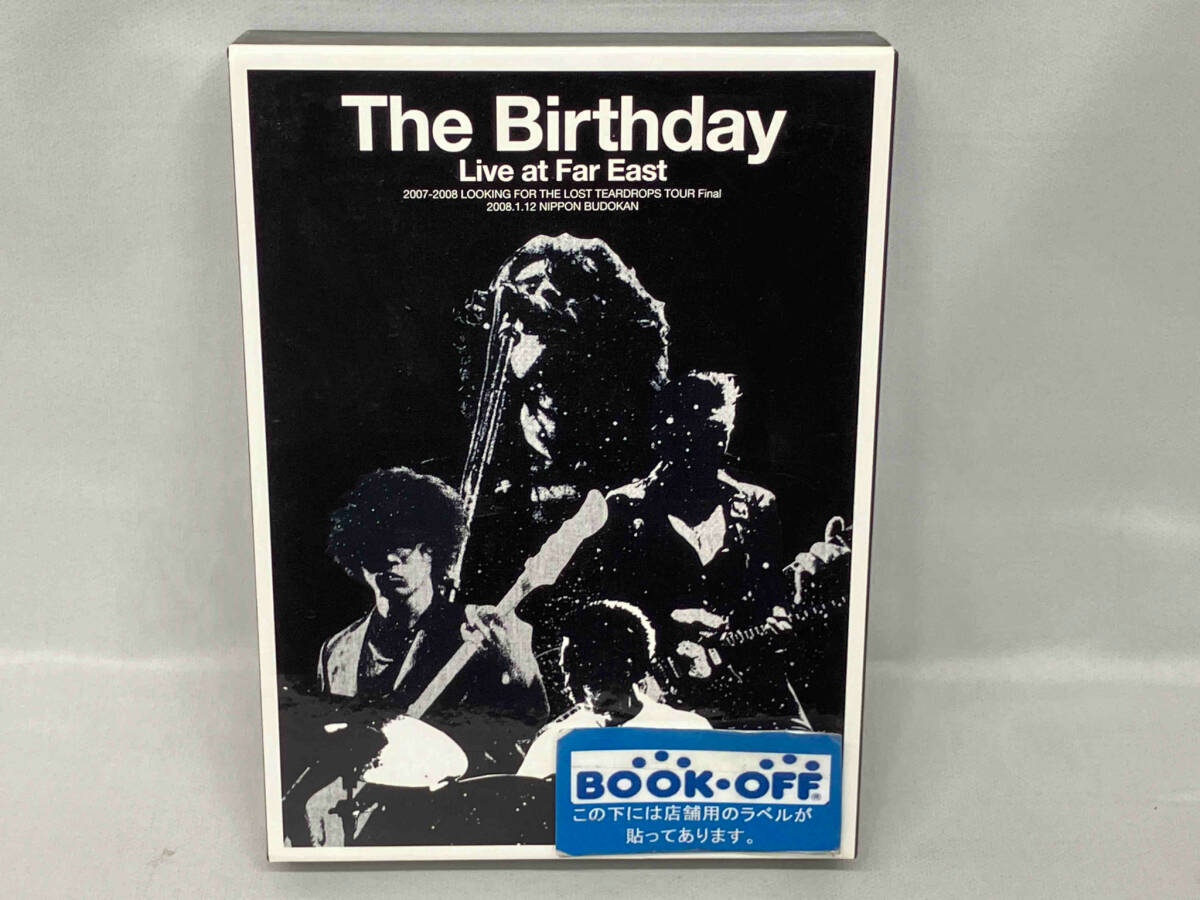 The Birthday
Live at Far East
2007-2008 LOOKING FOR THE LOST TEARDROPS TOUR Final
2008.1.12 NIPPON BUDOKAN
BOOK•OFF®
この下には店舗用のラベルが
貼ってあります。